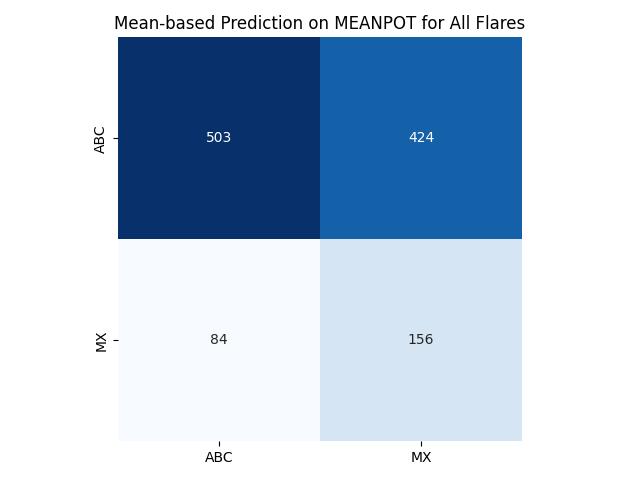 Mean-based Prediction on MEANPOT for All Flares
ABC
503
424
MX
84
156
ABC
MX